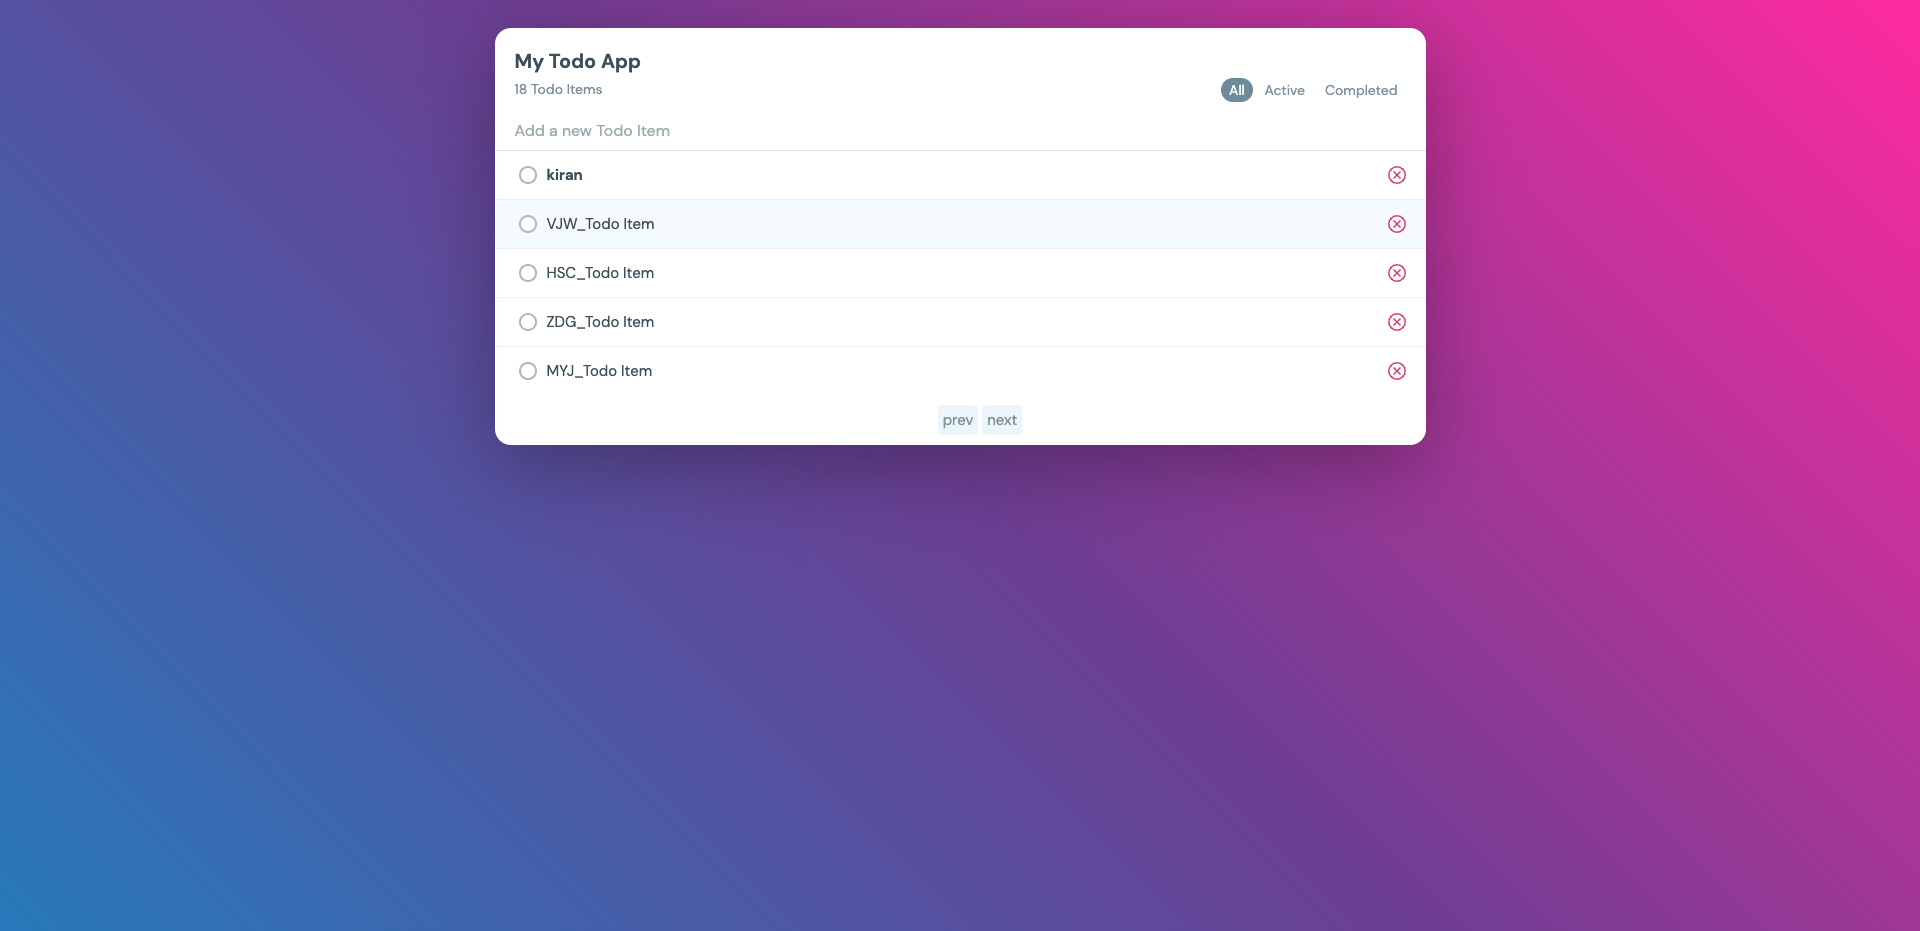 My Todo App
18 Todo Items
All Active Completed
Add a new Todo Item
kiran
VJW_Todo Item
HSC_Todo Item
ZDG_Todo Item
MYJ_Todo Item
prev next